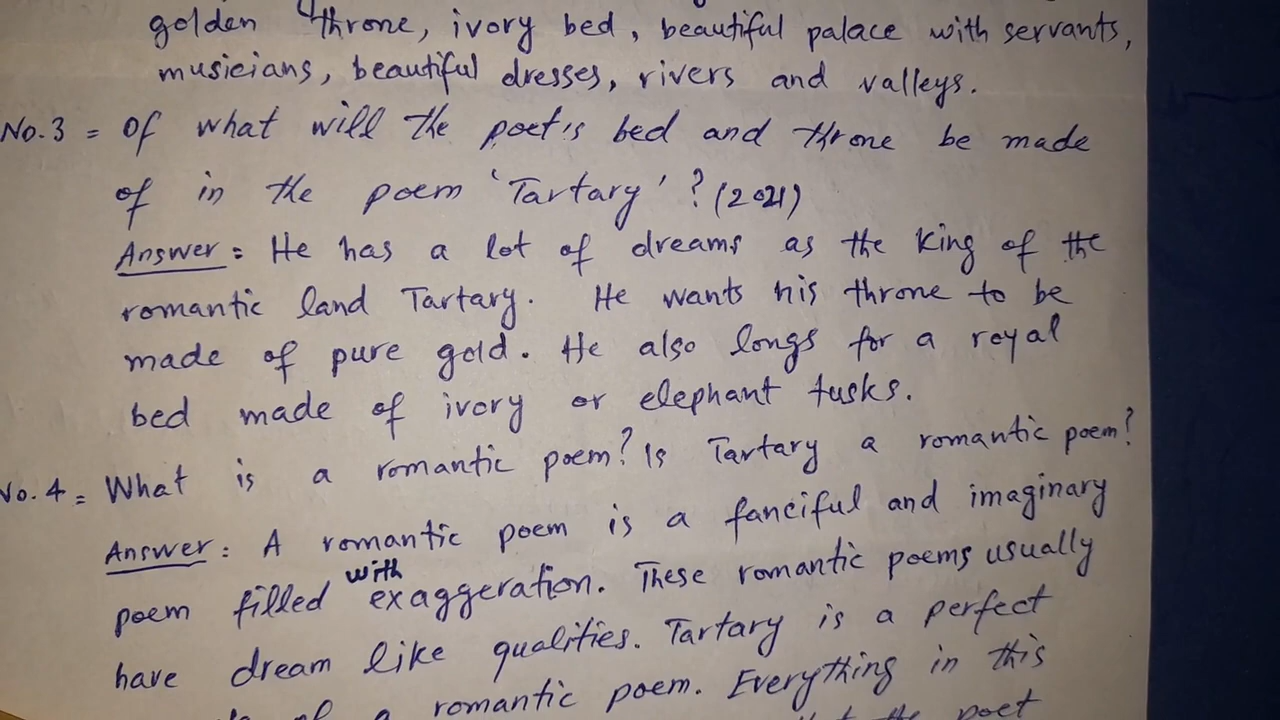 golden throne, ivory bed, beautiful palace with servants,
musicians, beautiful dresses, rivers and valleys.
No.3 = Of what will the poet's bed and throne be made
of in the poem 'Tartary'? (2021)
Answer: He has a lot of dreams as the King of the
romantic land Tartary. He wants his throne to be
made of pure gold. He also longs for a royal
bed made of ivory or elephant tusks.
No. 4 = What is a romantic poem? Is Tartary a romantic poem?
Answer: A romantic poem is a fanciful and imaginary
poem filled with exaggeration. These romantic poems usually
have dream like qualities. Tartary is a perfect
of a romantic poem. Everything in this
the poet